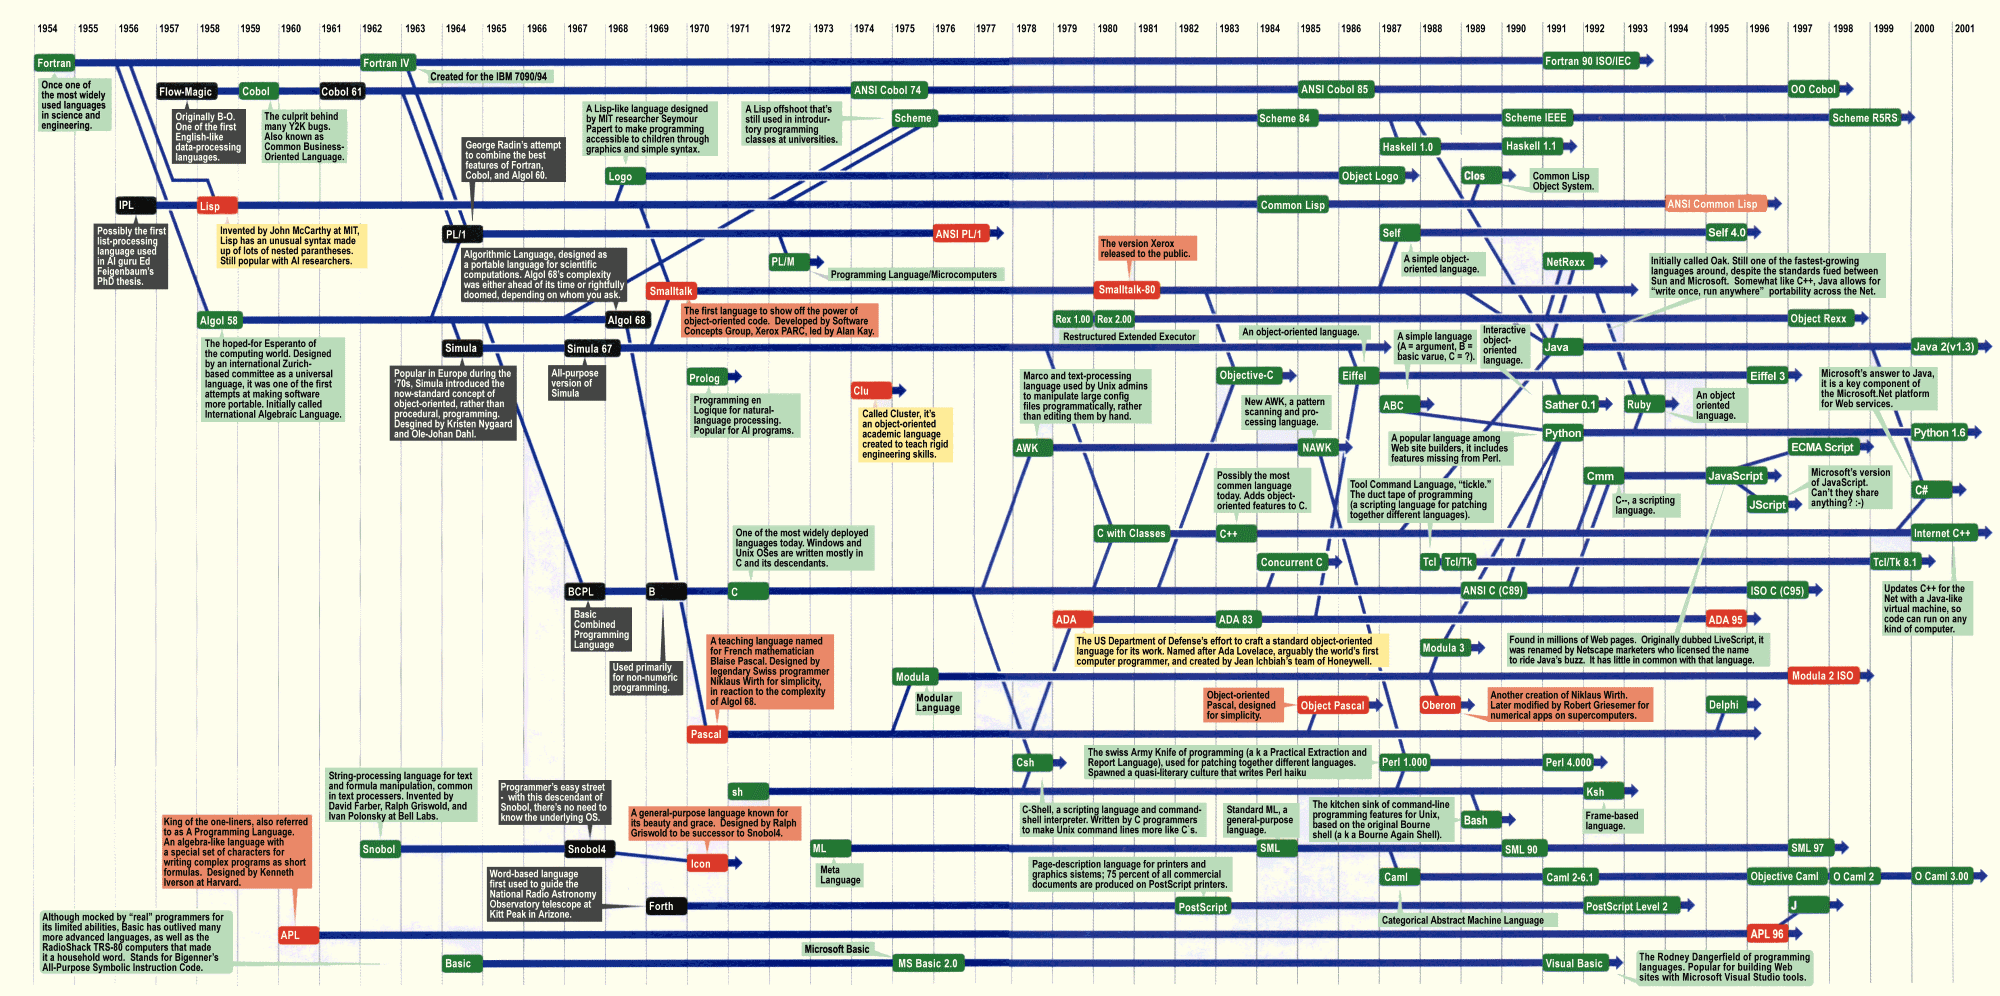 1954 1955 1956 1957 1958 1959 1960 1961 1962 1963 1964 1965 1966 1967 1968 1969 1970 1971 1972 1973 1974 1975 1976 1977 1978 1979 1980 1981 1982 1983 1984 1985 1986 1987 1988 1989 1990 1991 1992 1993 1994 1995 1996 1997 1998 1999 2000 2001
Fortran
Fortran IV
Fortran 90 ISO/IEC
Once one of
the most widely
used languages
in science and
engineering.
Created for the IBM 7090/94
Flow-Magic
Cobol
Cobol 61
ANSI Cobol 74
ANSI Cobol 85
OO Cobol
Originally B-O.
One of the first
English-like
data-processing
languages.
The culprit behind
many Y2K bugs.
Also known as
Common Business-
Oriented Language.
George Radin's attempt
to combine the best
features of Fortran,
Cobol, and Algol 60.
A Lisp-like language designed
by MIT researcher Seymour
Papert to make programming
accessible to children through
graphics and simple syntax.
A Lisp offshoot that's
still used in introdur-
tory programming
classes at universities.
Scheme
Scheme 84
Scheme IEEE
Scheme R5RS
Haskell 1.0
Haskell 1.1
Logo
Object Logo
Clos
Common Lisp
Object System.
IPL
Lisp
Common Lisp
ANSI Common Lisp
Possibly the first
list-processing
language used
in AI guru Ed
Feigenbaum's
PhD thesis.
Invented by John McCarthy at MIT,
Lisp has an unusual syntax made
up of lots of nested parantheses.
Still popular with AI researchers.
PL/1
ANSI PL/1
Self
Self 4.0
Algorithmic Language, designed as
a portable language for scientific
computations. Algol 68's complexity
was either ahead of its time or rightfully
doomed, depending on whom you ask.
PL/M
Programming Language/Microcomputers
The version Xerox
released to the public.
A simple object-
oriented language.
NetRexx
Initially called Oak. Still one of the fastest-growing
languages around, despite the standards fued between
Sun and Microsoft. Somewhat like C++, Java allows for
"write once, run anywhere" portability across the Net.
Smalltalk
Smalltalk-80
The first language to show off the power of
object-oriented code. Developed by Software
Concepts Group, Xerox PARC, led by Alan Kay.
Algol 58
Algol 68
Rex 1.00
Rex 2.00
Object Rexx
Restructured Extended Executor
An object-oriented language.
A simple language
(A = argument, B =
basic varue, C = ?).
Interactive
object-
oriented
language.
The hoped-for Esperanto of
the computing world. Designed
by an international Zurich-
based committee as a universal
language, it was one of the first
attempts at making software
more portable. Initially called
International Algebraic Language.
Simula
Simula 67
Java
Java 2(v1.3)
Popular in Europe during the
'70s, Simula introduced the
now-standard concept of
object-oriented, rather than
procedural, programming.
Desgined by Kristen Nygaard
and Ole-Johan Dahl.
All-purpose
version of
Simula
Prolog
Programming en
Logique for natural-
language processing.
Popular for AI programs.
Clu
Called Cluster, it's
an object-oriented
academic language
created to teach rigid
engineering skills.
Marco and text-processing
language used by Unix admins
to manipulate large config
files programmatically, rather
than editing them by hand.
Objective-C
Eiffel
Eiffel 3
New AWK, a pattern
scanning and pro-
cessing language.
ABC
Sather 0.1
Ruby
An object
oriented
language.
Microsoft's answer to Java,
it is a key component of
the Microsoft.Net platform
for Web services.
Python
Python 1.6
A popular language among
Web site builders, it includes
features missing from Perl.
AWK
NAWK
ECMA Script
Cmm
JavaScript
JScript
C--, a scripting
language.
Microsoft's version
of JavaScript.
Can't they share
anything? :-)
C#
Possibly the most
commen language
today. Adds object-
oriented features to C.
Tool Command Language, "tickle."
The duct tape of programming
(a scripting language for patching
together different languages).
One of the most widely deployed
languages today. Windows and
Unix OSes are written mostly in
C and its descendants.
C with Classes
C++
Internet C++
Concurrent C
Tcl
Tcl/Tk
Tcl/Tk 8.1
BCPL
B
C
ANSI C (C89)
ISO C (C95)
Updates C++ for the
Net with a Java-like
virtual machine, so
code can run on any
kind of computer.
Basic
Combined
Programming
Language
Used primarily
for non-numeric
programming.
ADA
ADA 83
ADA 95
A teaching language named
for French mathematician
Blaise Pascal. Designed by
legendary Swiss programmer
Niklaus Wirth for simplicity,
in reaction to the complexity
of Algol 68.
The US Department of Defense's effort to craft a standard object-oriented
language for its work. Named after Ada Lovelace, arguably the world's first
computer programmer, and created by Jean Ichbiah's team of Honeywell.
Modula 3
Found in millions of Web pages. Originally dubbed LiveScript, it
was renamed by Netscape marketers who licensed the name
to ride Java's buzz. It has little in common with that language.
Modula
Modula 2 ISO
Modular
Language
Object-oriented
Pascal, designed
for simplicity.
Object Pascal
Oberon
Another creation of Niklaus Wirth.
Later modified by Robert Griesemer for
numerical apps on supercomputers.
Delphi
Pascal
Csh
The swiss Army Knife of programming (a k a Practical Extraction and
Report Language), used for patching together different languages.
Spawned a quasi-literary culture that writes Perl haiku
Perl 1.000
Perl 4.000
String-processing language for text
and formula manipulation, common
in text processors. Invented by
David Farber, Ralph Griswold, and
Ivan Polonsky at Bell Labs.
Programmer's easy street
- with this descendant of
Snobol, there's no need to
know the underlying OS.
sh
Ksh
King of the one-liners, also referred
to as A Programming Language.
An algebra-like language with
a special set of characters for
writing complex programs as short
formulas. Designed by Kenneth
Iverson at Harvard.
A general-purpose language known for
its beauty and grace. Designed by Ralph
Griswold to be successor to Snobol4.
C-Shell, a scripting language and command-
shell interpreter. Written by C programmers
to make Unix command lines more like C`s.
Standard ML, a
general-purpose
language.
The kitchen sink of command-line
programming features for Unix,
based on the original Bourne
shell (a k a Bourne Again Shell).
Bash
Frame-based
language.
Snobol
Snobol4
Icon
ML
SML
SML 90
SML 97
Meta
Language
Word-based language
first used to guide the
National Radio Astronomy
Observatory telescope at
Kitt Peak in Arizone.
Page-description language for printers and
graphics sistems; 75 percent of all commercial
documents are produced on PostScript printers.
Caml
Caml 2-6.1
Objective Caml
O Caml 2
O Caml 3.00
Forth
PostScript
PostScript Level 2
J
Categorical Abstract Machine Language
Although mocked by "real" programmers for
its limited abilities, Basic has outlived many
more advanced languages, as well as the
RadioShack TRS-80 computers that made
it a household word. Stands for Bigenner's
All-Purpose Symbolic Instruction Code.
APL
APL 96
Microsoft Basic
Basic
MS Basic 2.0
Visual Basic
The Rodney Dangerfield of programming
languages. Popular for building Web
sites with Microsoft Visual Studio tools.